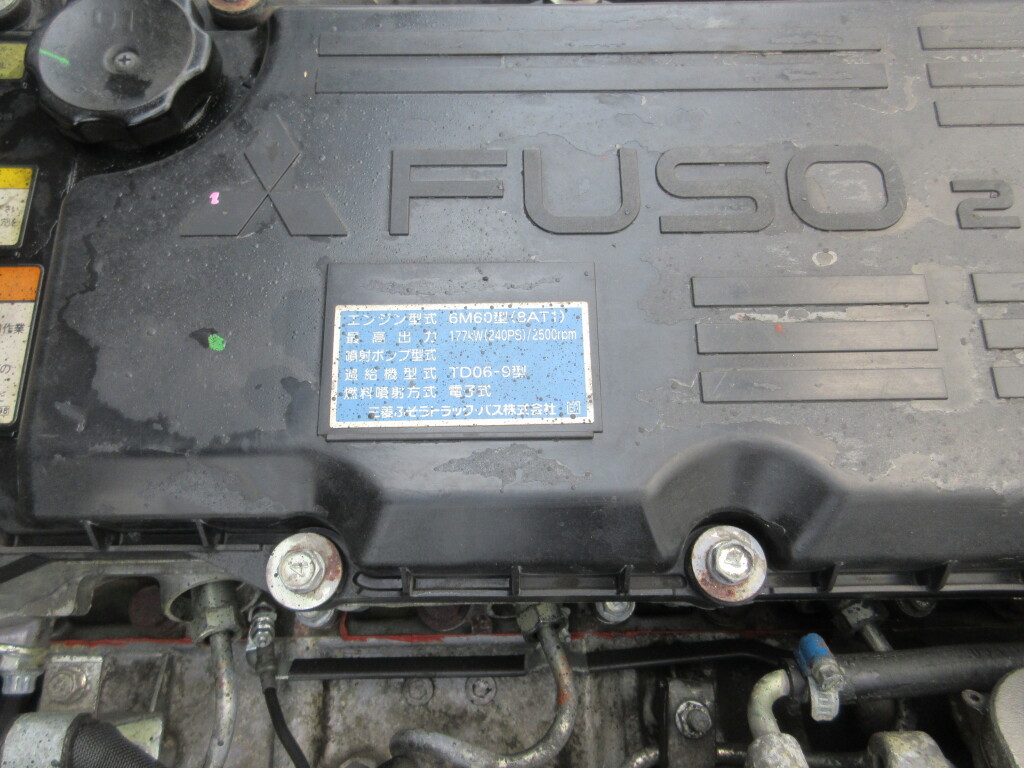 FUSO 2
エンジン型式 6M60型(8AT1)
最高出力 177kW(240PS)/2500rpm
噴射ポンプ型式
過給機型式 TD06-9型
燃料噴射方式 電子式
三菱ふそうトラック・バス株式会社